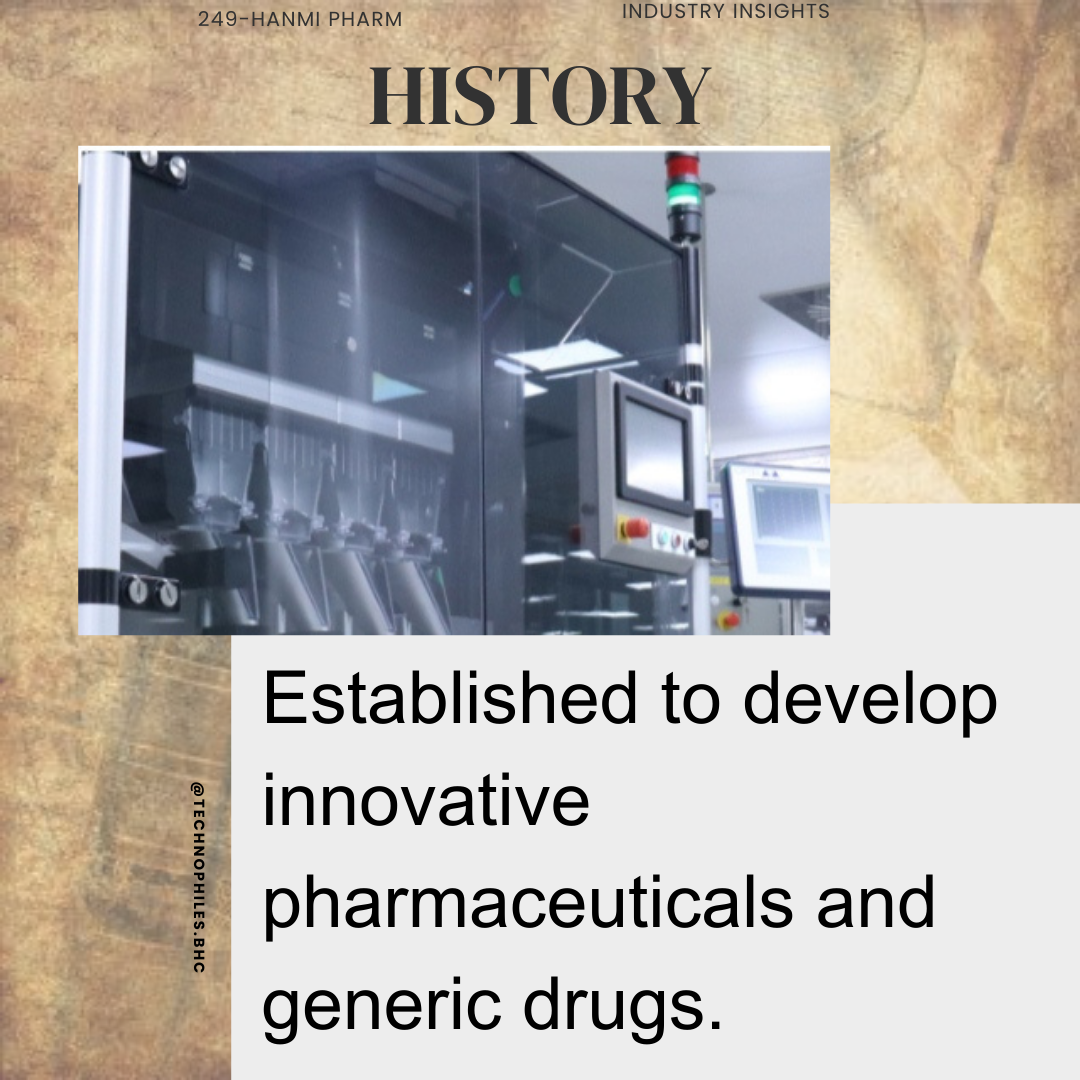 249-HANMI PHARM
INDUSTRY INSIGHTS
HISTORY
Established to develop
innovative
pharmaceuticals and
generic drugs.
@TECHNOPHILES.BHC